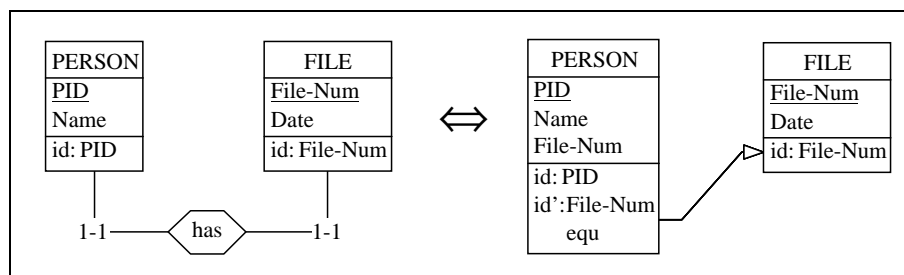 PERSON
PID
Name
id: PID
FILE
File-Num
Date
id: File-Num
1-1
has
1-1
PERSON
PID
Name
File-Num
id: PID
id':File-Num
equ
FILE
File-Num
Date
id: File-Num